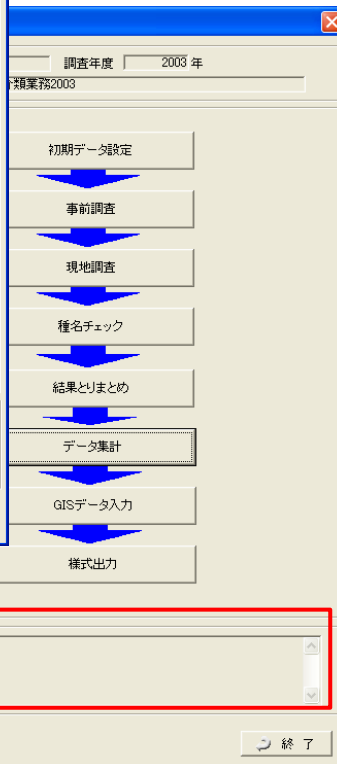 調査年度 2003 年
類業務2003
初期データ設定
事前調査
現地調査
種名チェック
結果とりまとめ
データ集計
GISデータ入力
様式出力
終 了